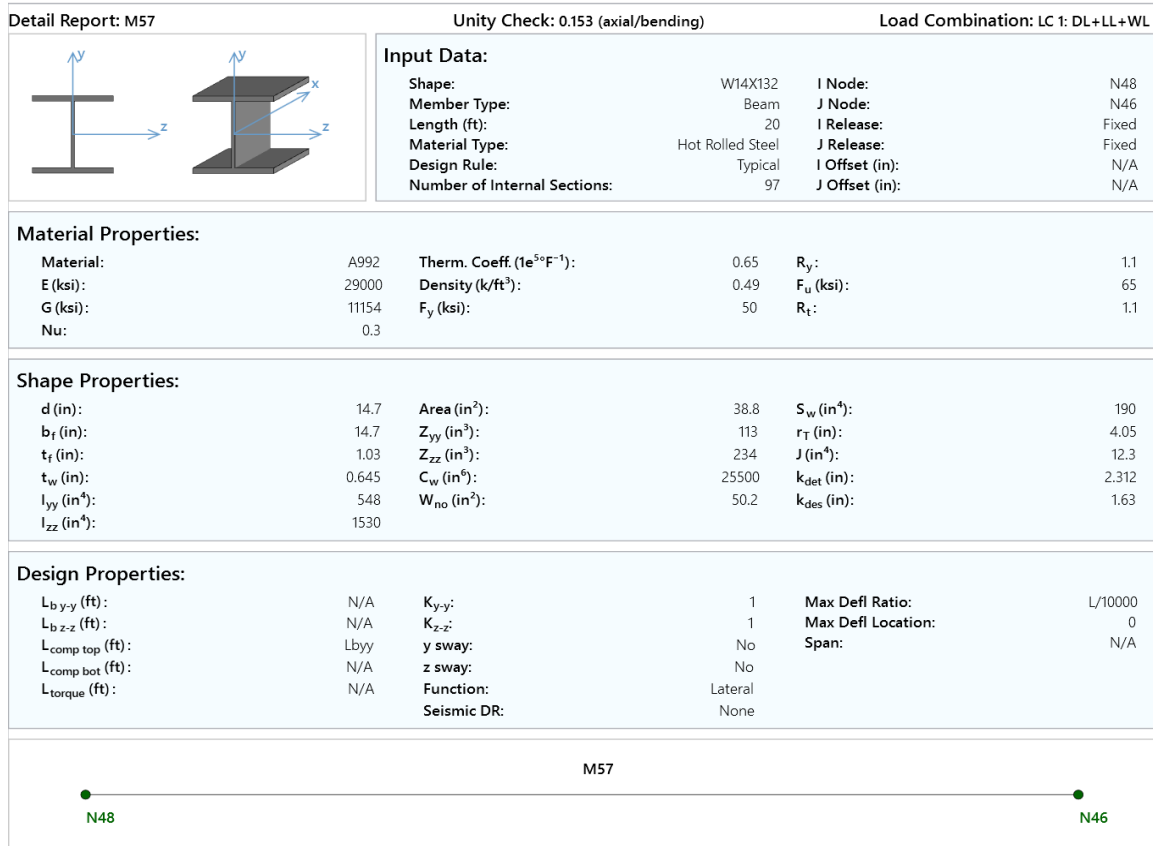 Detail Report: M57 Unity Check: 0.153 (axial/bending) Load Combination: LC 1: DL+LL+WL
y y x z z
Input Data:
Shape: W14X132 I Node: N48
Member Type: Beam J Node: N46
Length (ft): 20 I Release: Fixed
Material Type: Hot Rolled Steel J Release: Fixed
Design Rule: Typical I Offset (in): N/A
Number of Internal Sections: 97 J Offset (in): N/A
Material Properties:
Material: A992 Therm. Coeff. (1e⁵°F⁻¹): 0.65 Ry: 1.1
E (ksi): 29000 Density (k/ft³): 0.49 Fu (ksi): 65
G (ksi): 11154 Fy (ksi): 50 Rt: 1.1
Nu: 0.3
Shape Properties:
d (in): 14.7 Area (in²): 38.8 Sw (in⁴): 190
bf (in): 14.7 Zyy (in³): 113 rT (in): 4.05
tf (in): 1.03 Zzz (in³): 234 J (in⁴): 12.3
tw (in): 0.645 Cw (in⁶): 25500 kdet (in): 2.312
Iyy (in⁴): 548 Wno (in²): 50.2 kdes (in): 1.63
Izz (in⁴): 1530
Design Properties:
Lb y-y (ft): N/A Ky-y: 1 Max Defl Ratio: L/10000
Lb z-z (ft): N/A Kz-z: 1 Max Defl Location: 0
Lcomp top (ft): Lbyy y sway: No Span: N/A
Lcomp bot (ft): N/A z sway: No
Ltorque (ft): N/A Function: Lateral
Seismic DR: None
M57
N48 N46